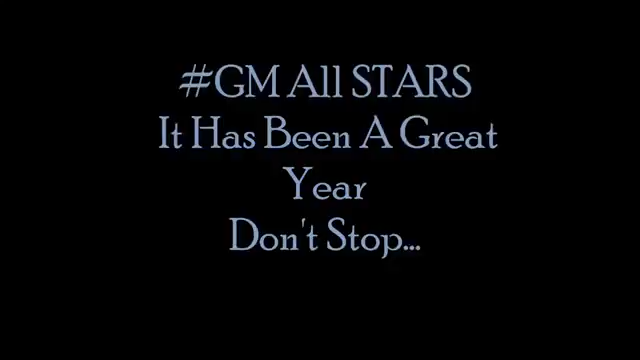 #GM All STARS
It Has Been A Great
Year
Don't Stop...